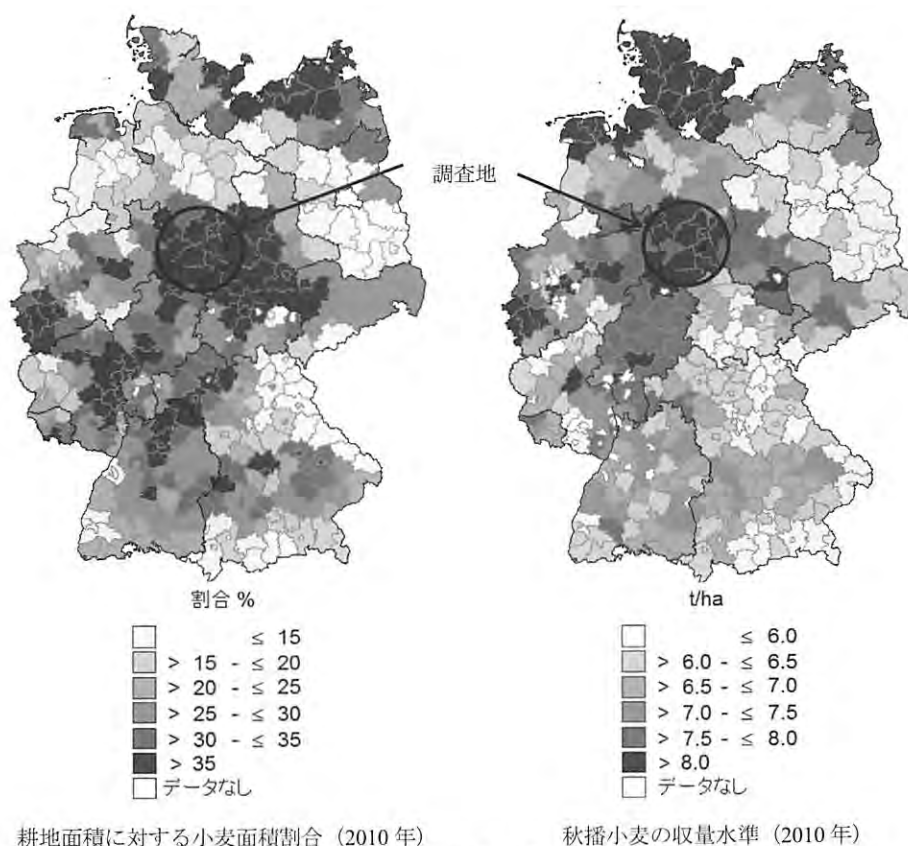 調査地
割合 %
≤ 15
> 15 - ≤ 20
> 20 - ≤ 25
> 25 - ≤ 30
> 30 - ≤ 35
> 35
データなし
耕地面積に対する小麦面積割合（2010 年）
t/ha
≤ 6.0
> 6.0 - ≤ 6.5
> 6.5 - ≤ 7.0
> 7.0 - ≤ 7.5
> 7.5 - ≤ 8.0
> 8.0
データなし
秋播小麦の収量水準（2010 年）